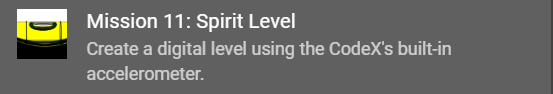 Mission 11: Spirit Level
Create a digital level using the CodeX's built-in
accelerometer.